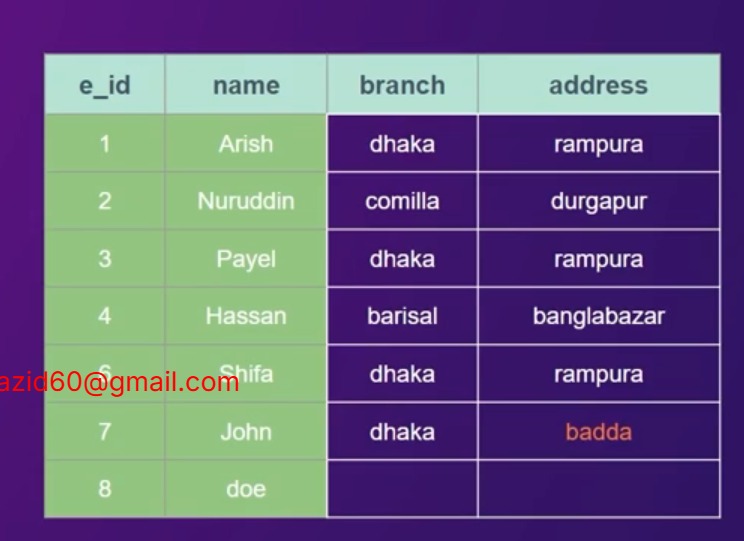 e_id name branch address
1 Arish dhaka rampura
2 Nuruddin comilla durgapur
3 Payel dhaka rampura
4 Hassan barisal banglabazar
6 Shifa dhaka rampura
azid60@gmail.com
7 John dhaka badda
8 doe